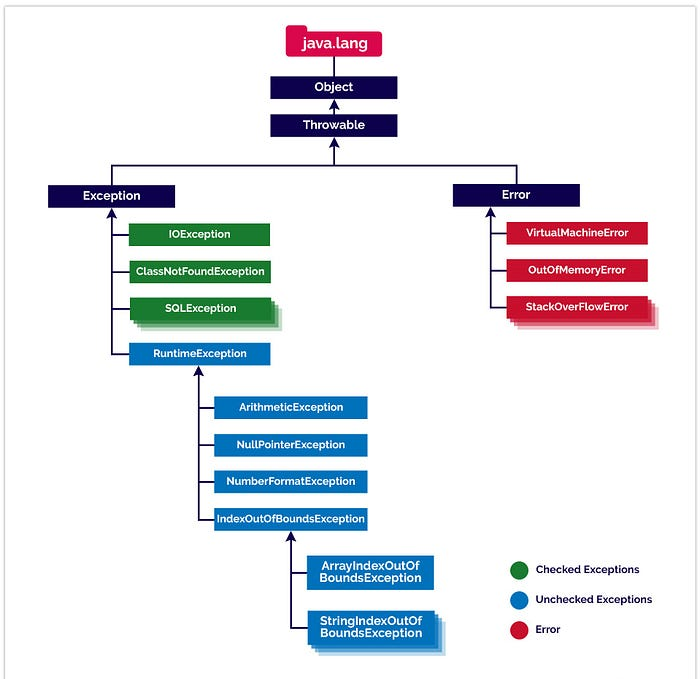 java.lang
Object
Throwable
Exception
Error
IOException
ClassNotFoundException
SQLException
RuntimeException
VirtualMachineError
OutOfMemoryError
StackOverFlowError
ArithmeticException
NullPointerException
NumberFormatException
IndexOutOfBoundsException
ArrayIndexOutOf
BoundsException
StringIndexOutOf
BoundsException
Checked Exceptions
Unchecked Exceptions
Error